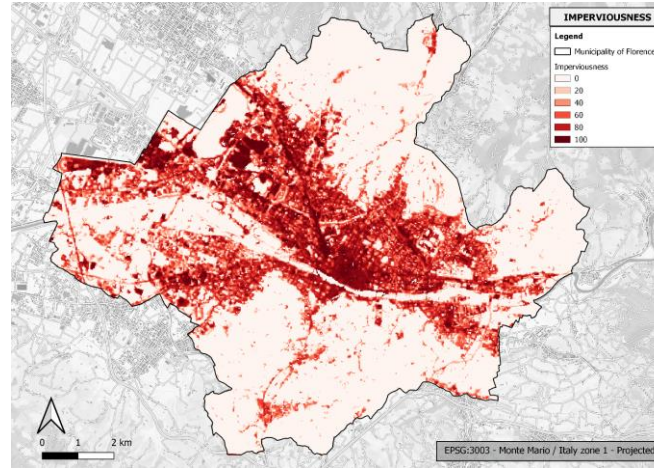 IMPERVIOUSNESS
Legend
Municipality of Florence
Imperviousness
0
20
40
60
80
100
0 1 2 km
EPSG:3003 - Monte Mario / Italy zone 1 - Projected